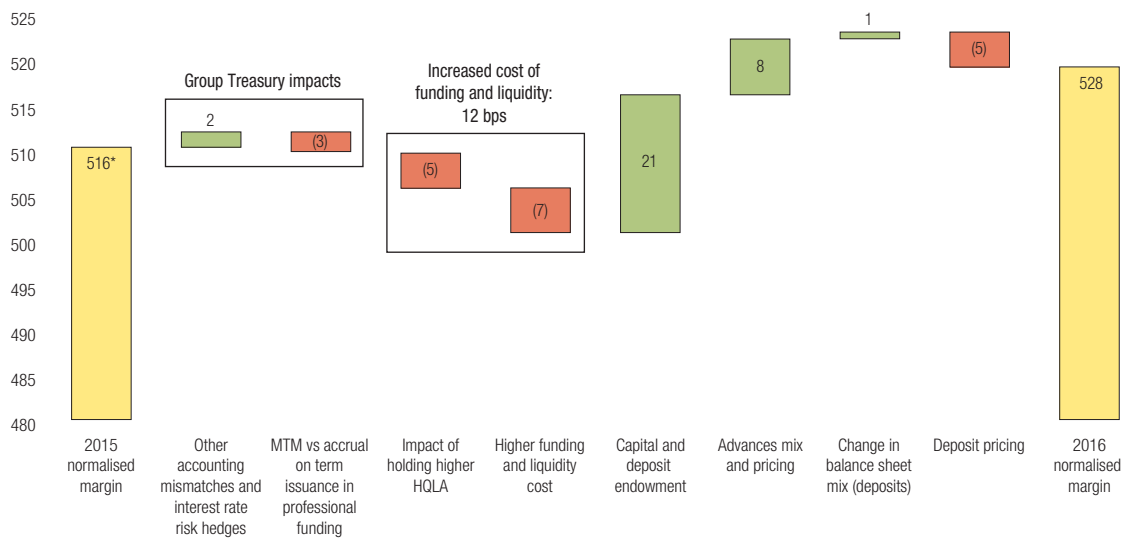 525
520
515
510
505
500
495
490
485
480
Group Treasury impacts
Increased cost of
funding and liquidity:
12 bps
516*
2
(3)
(5)
(7)
21
8
1
(5)
528
2015
normalised
margin
Other
accounting
mismatches and
interest rate
risk hedges
MTM vs accrual
on term
issuance in
professional
funding
Impact of
holding higher
HQLA
Higher funding
and liquidity
cost
Capital and
deposit
endowment
Advances mix
and pricing
Change in
balance sheet
mix (deposits)
Deposit pricing
2016
normalised
margin